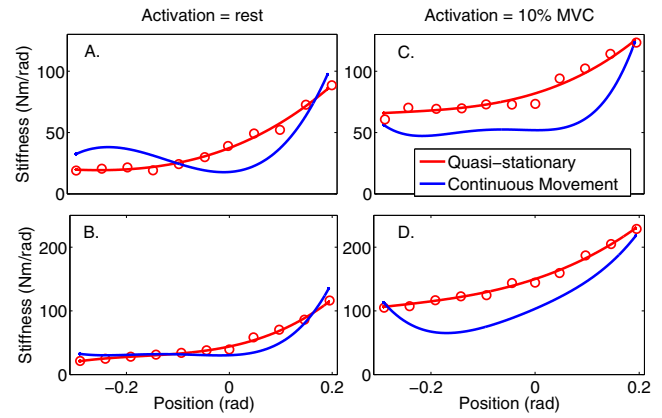 Activation = rest
Activation = 10% MVC
A.
C.
100
50
0
Stiffness (Nm/rad)
100
50
0
Quasi-stationary
Continuous Movement
B.
D.
200
100
0
Stiffness (Nm/rad)
200
100
0
−0.2
0
0.2
−0.2
0
0.2
Position (rad)
Position (rad)